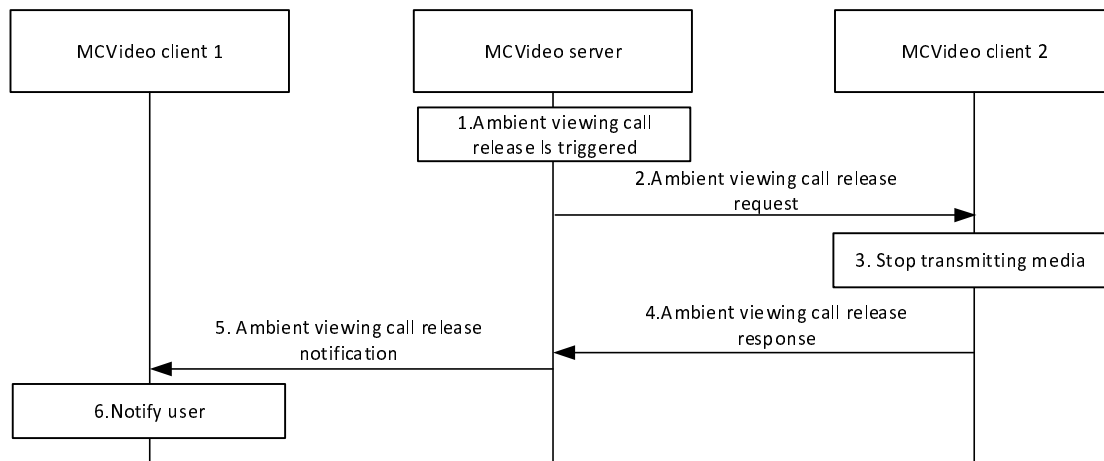 MCVideo client 1
MCVideo server
MCVideo client 2
1.Ambient viewing call
release Is triggered
2.Ambient viewing call release
request
3. Stop transmitting media
4.Ambient viewing call release
response
5. Ambient viewing call release
notification
6.Notify user